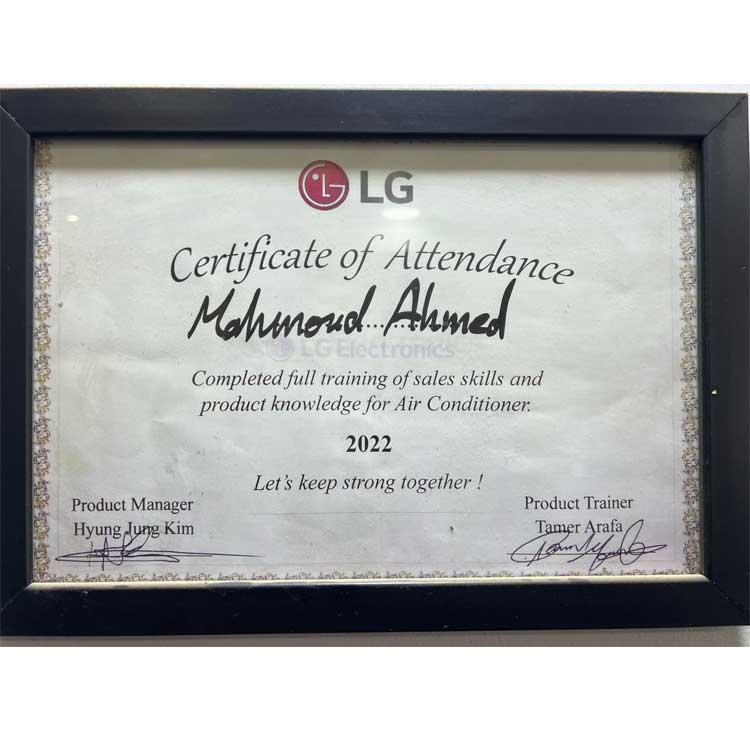 LG
Certificate of Attendance
Mahmoud Ahmed
LG Electronics
Completed full training of sales skills and
product knowledge for Air Conditioner.
2022
Let's keep strong together !
Product Manager
Hyung Jung Kim
Product Trainer
Tamer Arafa